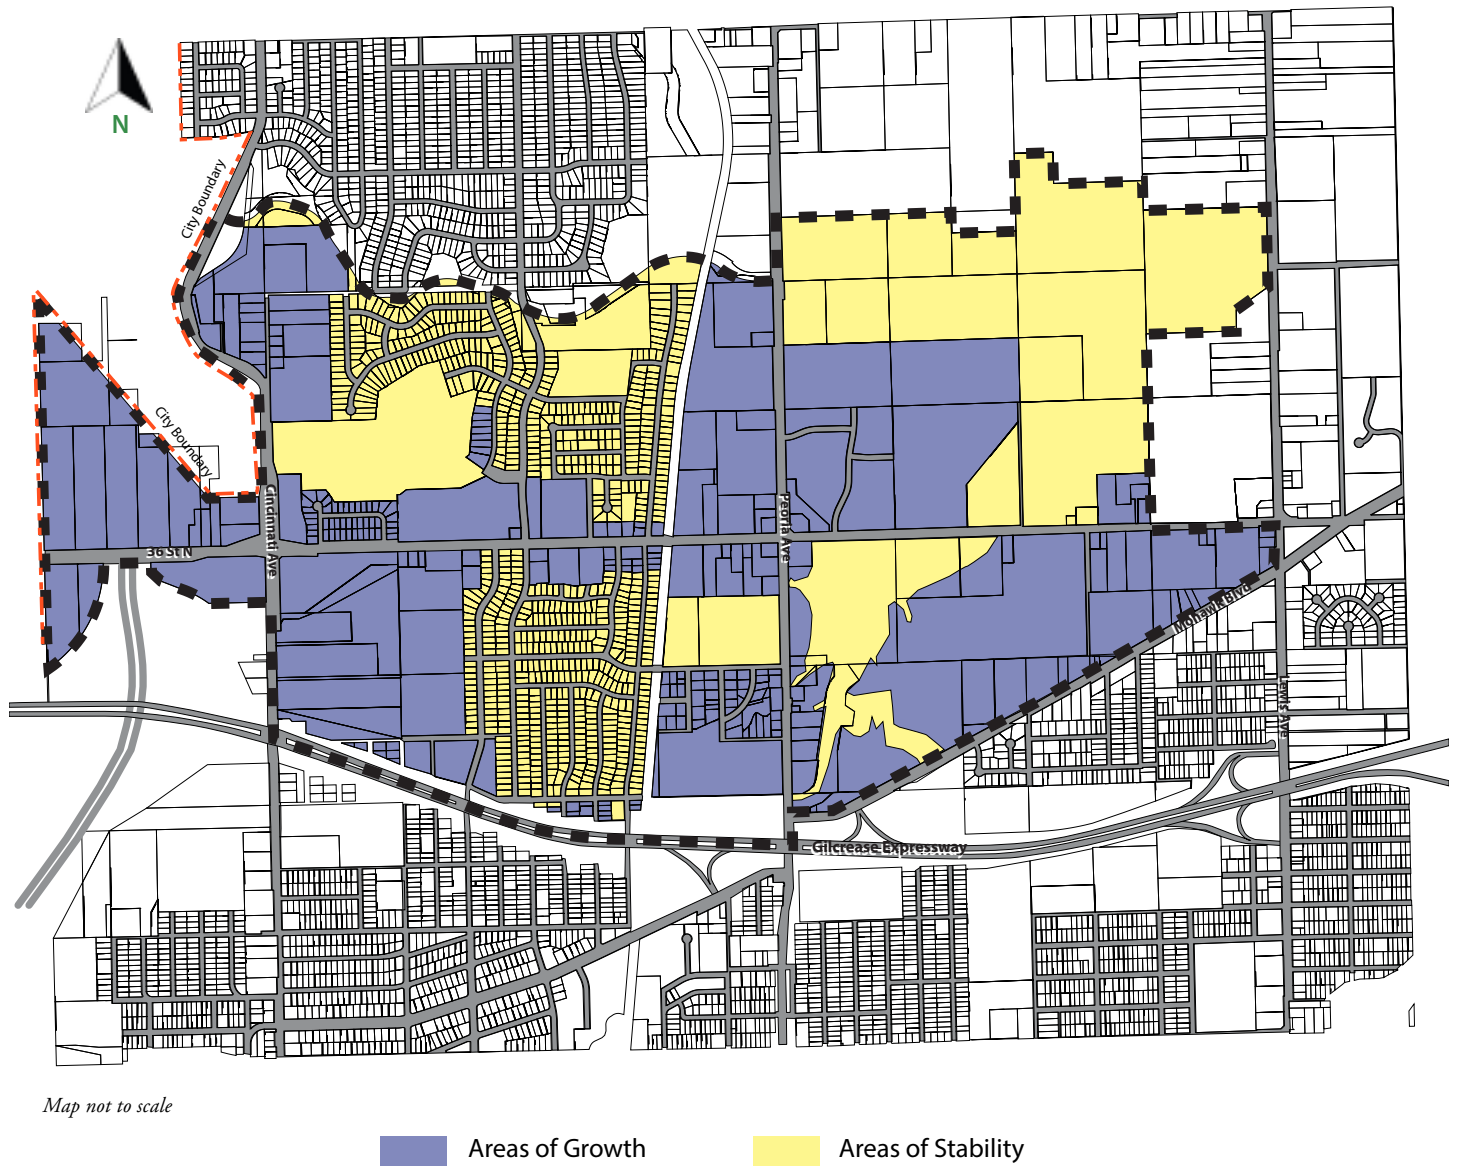 N
City Boundary
City Boundary
Cincinnati Ave
Peoria Ave
36 St N
Mohawk Blvd
Lewis Ave
Gilcrease Expressway
Map not to scale
Areas of Growth
Areas of Stability